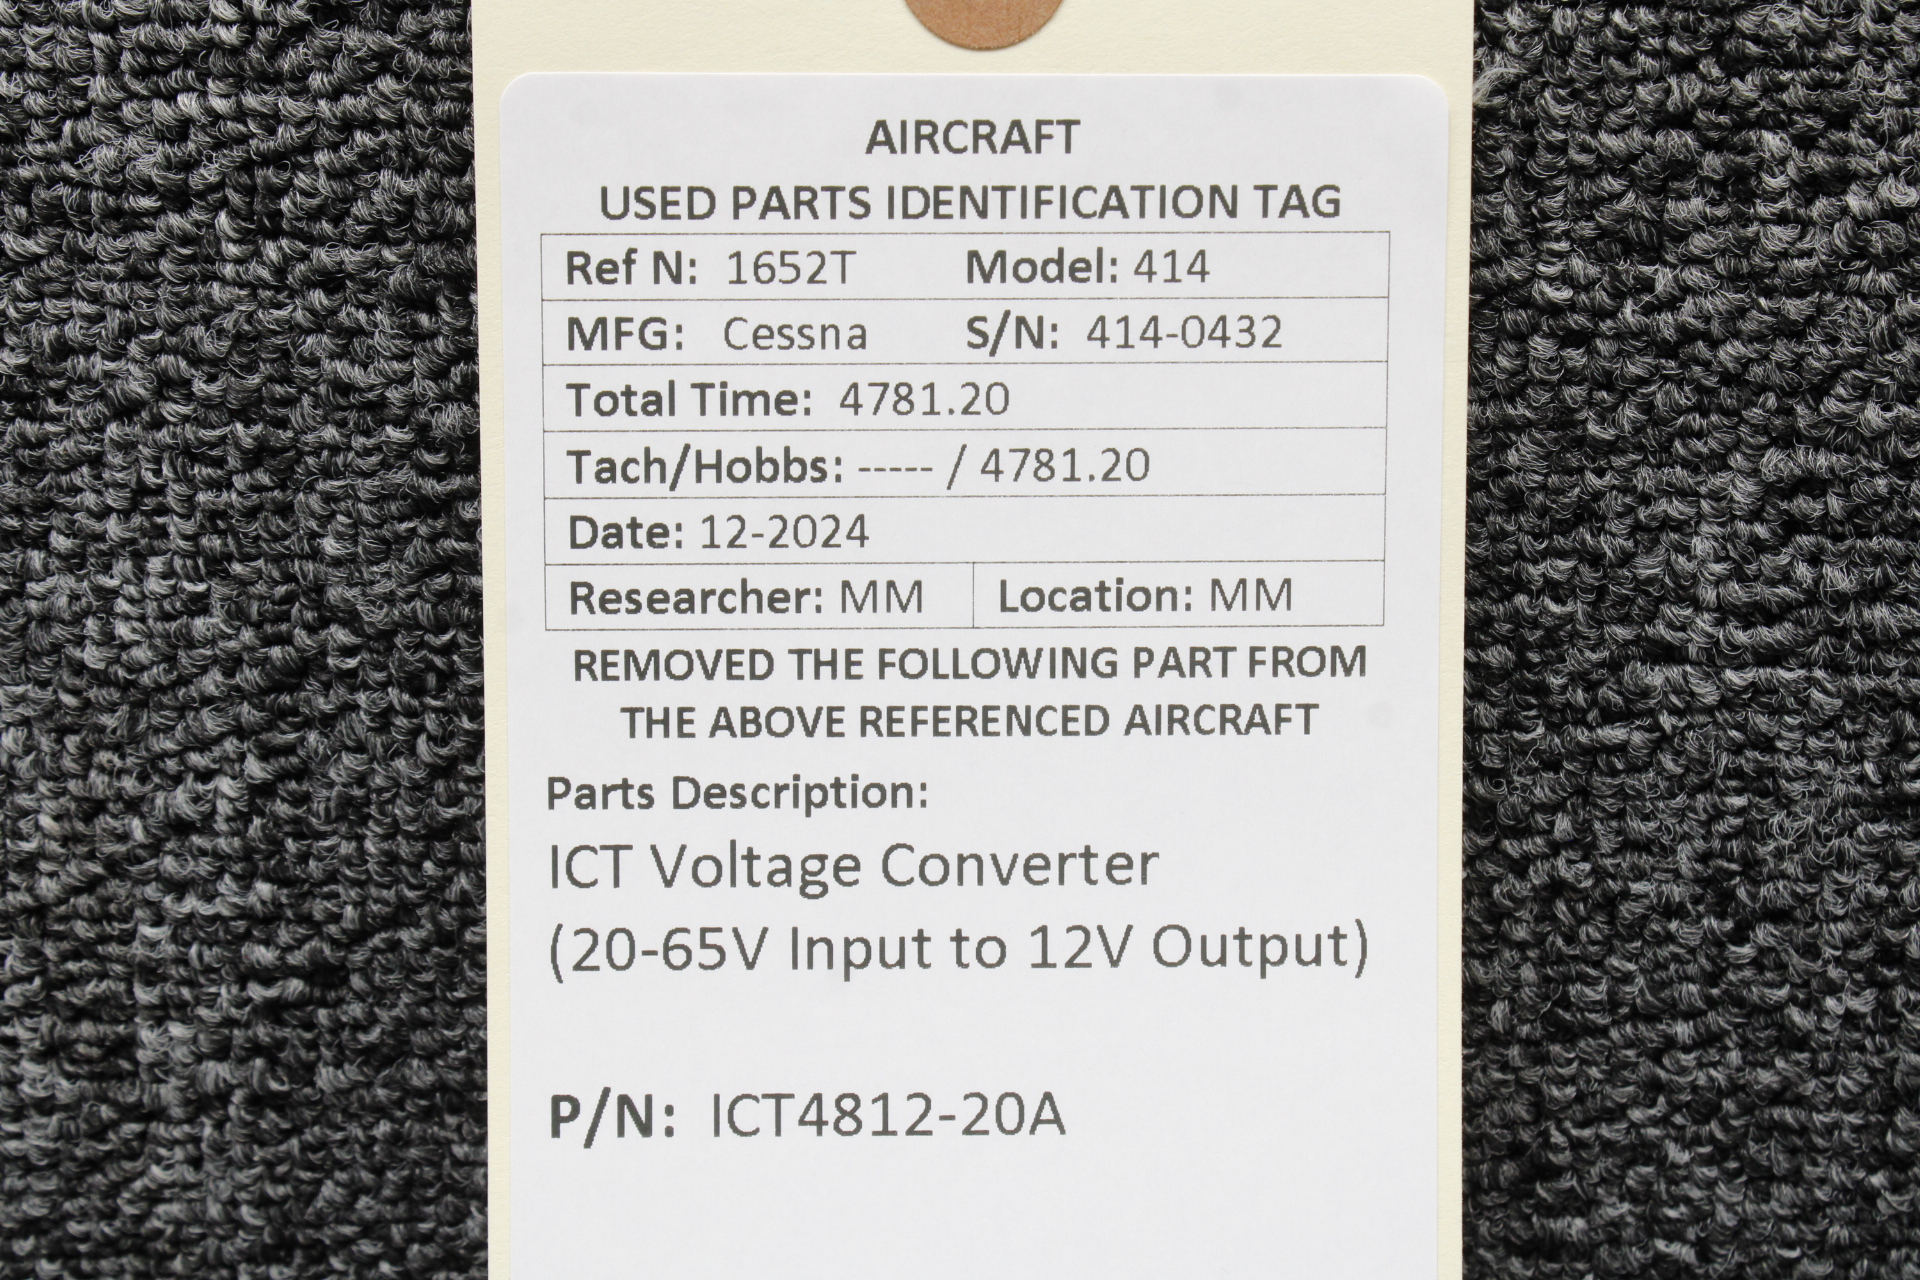 AIRCRAFT
USED PARTS IDENTIFICATION TAG
Ref N: 1652T Model: 414
MFG: Cessna S/N: 414-0432
Total Time: 4781.20
Tach/Hobbs: ----- / 4781.20
Date: 12-2024
Researcher: MM Location: MM
REMOVED THE FOLLOWING PART FROM
THE ABOVE REFERENCED AIRCRAFT
Parts Description:
ICT Voltage Converter
(20-65V Input to 12V Output)
P/N: ICT4812-20A